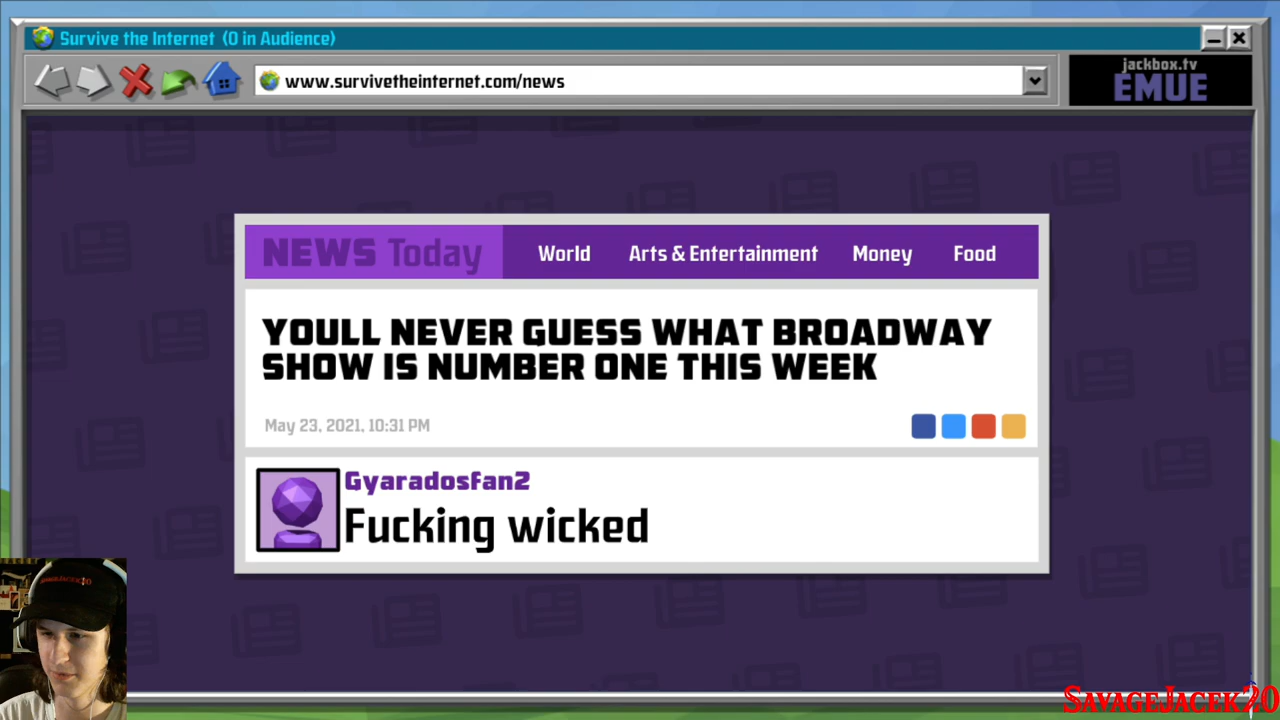 Survive the Internet (0 in Audience)
www.survivetheinternet.com/news
jackbox.tv
EMUE
NEWS Today
World
Arts & Entertainment
Money
Food
YOULL NEVER GUESS WHAT BROADWAY
SHOW IS NUMBER ONE THIS WEEK
May 23, 2021, 10:31 PM
Gyaradosfan2
Fucking wicked
SAVAGEJACEK20
SAVAGEJACEK20